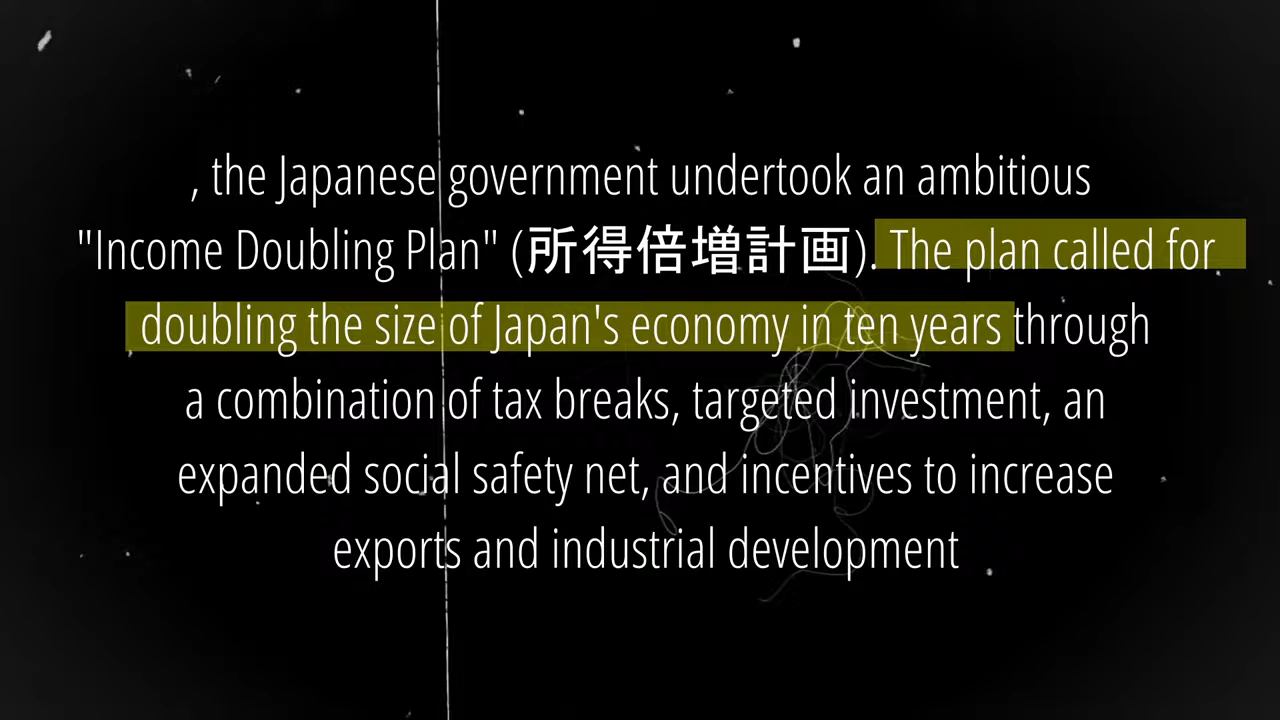 , the Japanese government undertook an ambitious
"Income Doubling Plan" (所得倍増計画). The plan called for
doubling the size of Japan's economy in ten years through
a combination of tax breaks, targeted investment, an
expanded social safety net, and incentives to increase
exports and industrial development